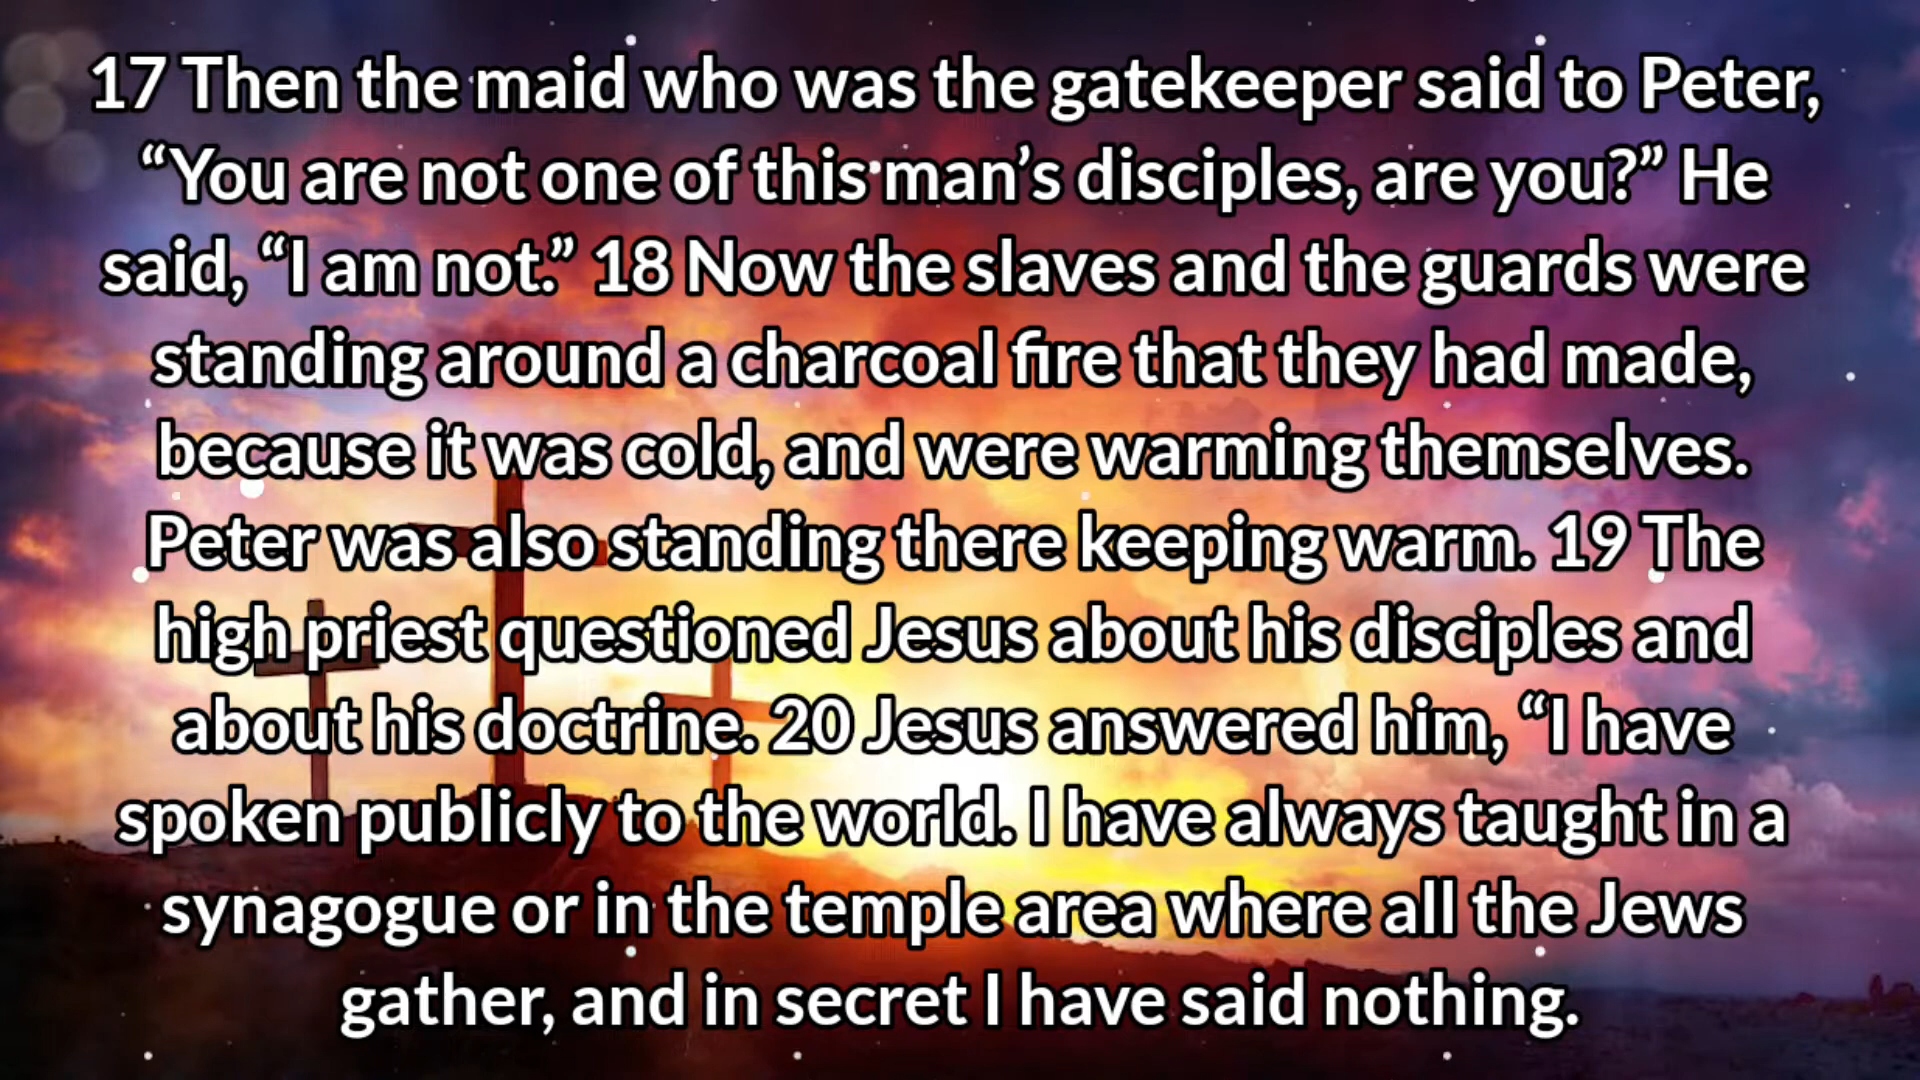 17 Then the maid who was the gatekeeper said to Peter,
“You are not one of this man’s disciples, are you?” He
said, “I am not.” 18 Now the slaves and the guards were
standing around a charcoal fire that they had made,
because it was cold, and were warming themselves.
Peter was also standing there keeping warm. 19 The
high priest questioned Jesus about his disciples and
about his doctrine. 20 Jesus answered him, “I have
spoken publicly to the world. I have always taught in a
synagogue or in the temple area where all the Jews
gather, and in secret I have said nothing.